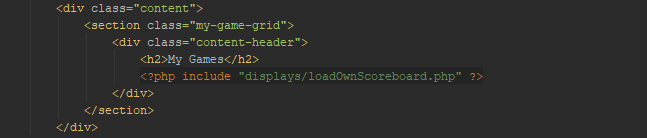 <div class="content">
<section class="my-game-grid">
<div class="content-header">
<h2>My Games</h2>
<?php include "displays/loadOwnScoreboard.php" ?>
</div>
</section>
</div>